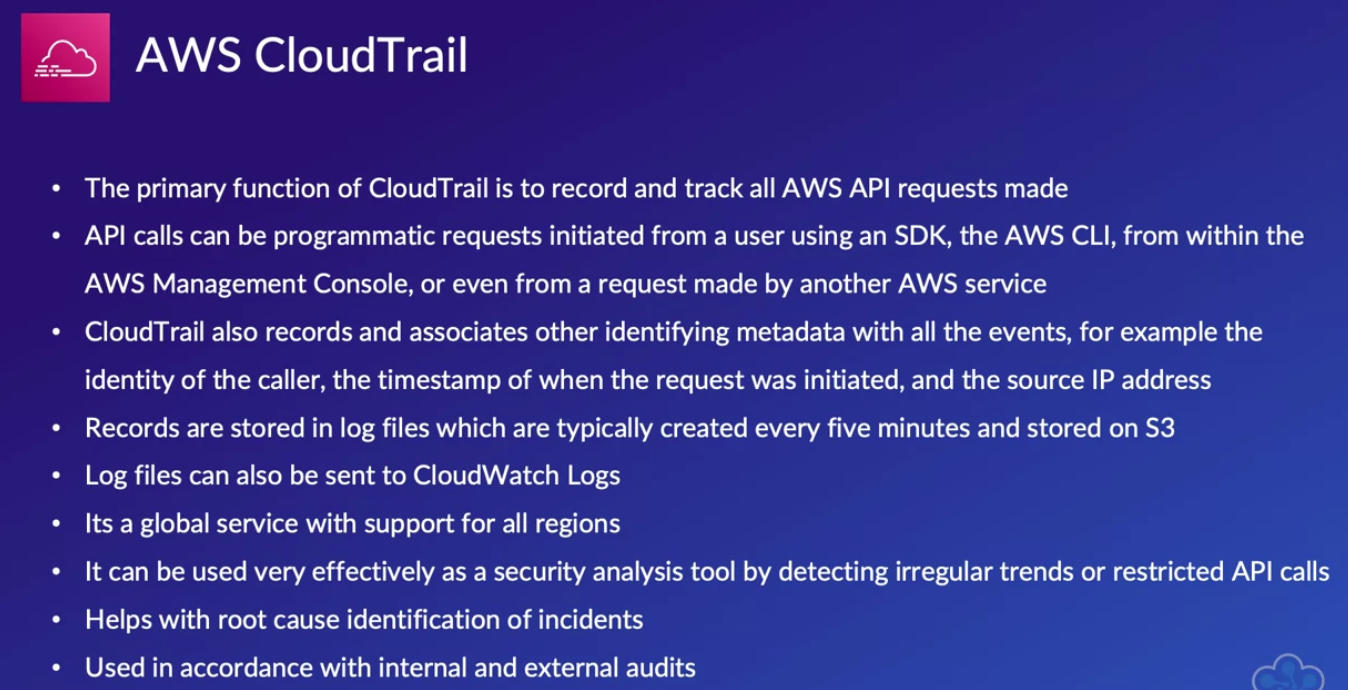 AWS CloudTrail
• The primary function of CloudTrail is to record and track all AWS API requests made
• API calls can be programmatic requests initiated from a user using an SDK, the AWS CLI, from within the
AWS Management Console, or even from a request made by another AWS service
• CloudTrail also records and associates other identifying metadata with all the events, for example the
identity of the caller, the timestamp of when the request was initiated, and the source IP address
• Records are stored in log files which are typically created every five minutes and stored on S3
• Log files can also be sent to CloudWatch Logs
• Its a global service with support for all regions
• It can be used very effectively as a security analysis tool by detecting irregular trends or restricted API calls
• Helps with root cause identification of incidents
• Used in accordance with internal and external audits